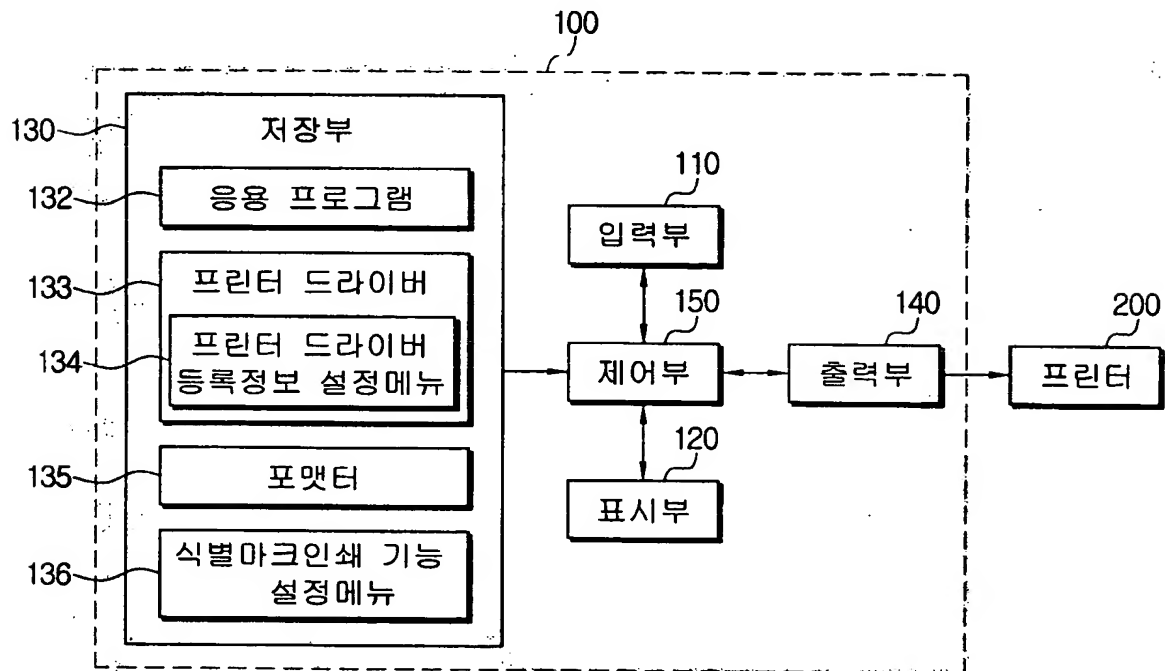 100
130
저장부
132
응용 프로그램
133
프린터 드라이버
134
프린터 드라이버
등록정보 설정메뉴
135
포맷터
136
식별마크인쇄 기능
설정메뉴
110
입력부
150
제어부
120
표시부
140
출력부
200
프린터